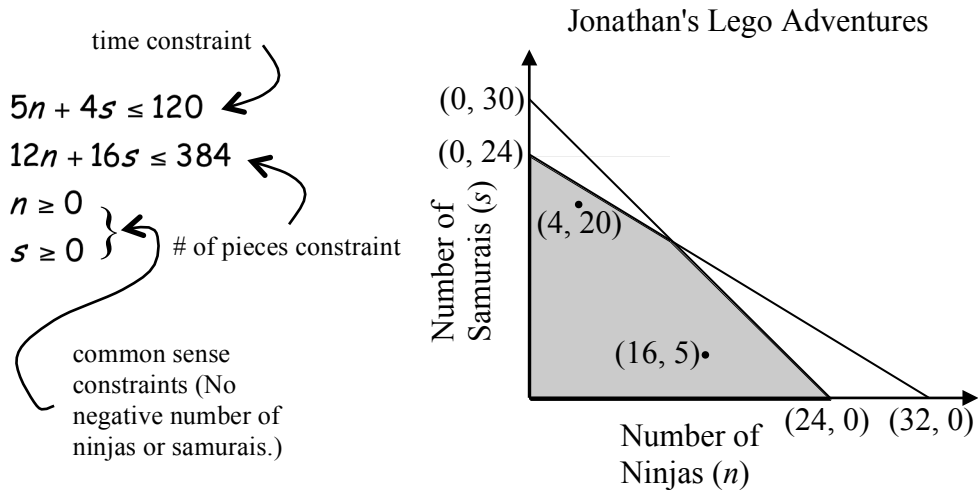 time constraint
5n + 4s ≤ 120
12n + 16s ≤ 384
n ≥ 0
s ≥ 0
}
# of pieces constraint
common sense
constraints (No
negative number of
ninjas or samurais.)
Jonathan's Lego Adventures
(0, 30)
(0, 24)
Number of
Samurais (s)
(4, 20)
(16, 5)
(24, 0)
(32, 0)
Number of
Ninjas (n)